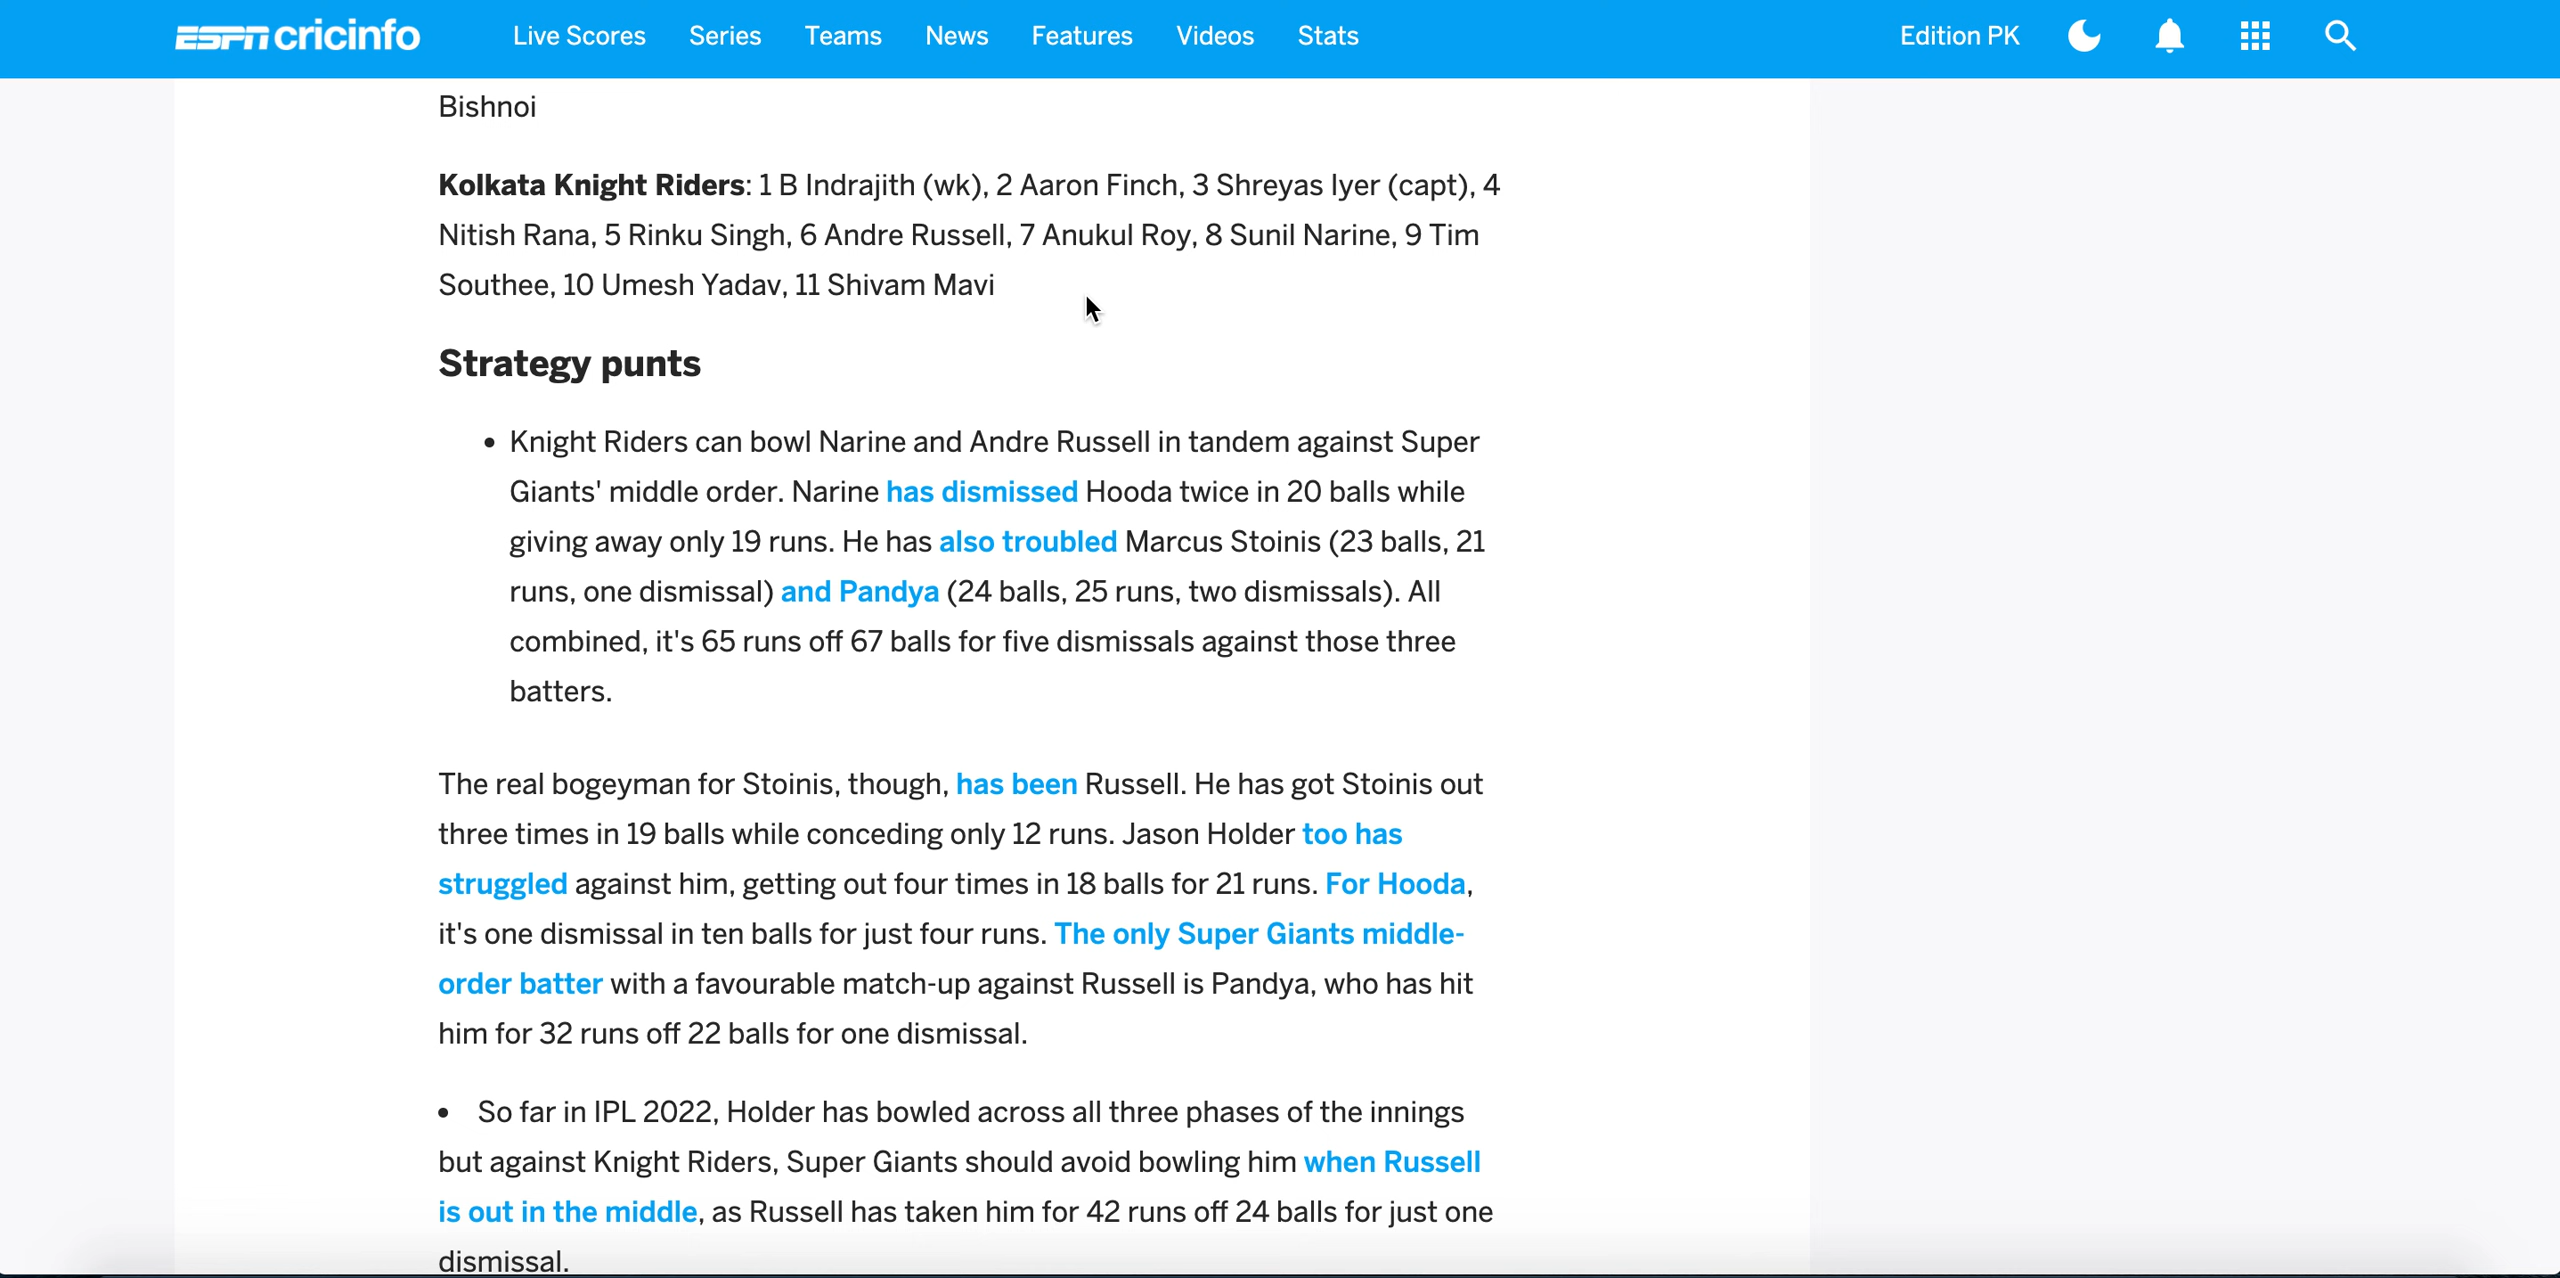 ESPN cricinfo Live Scores Series Teams News Features Videos Stats Edition PK
Bishnoi
Kolkata Knight Riders: 1 B Indrajith (wk), 2 Aaron Finch, 3 Shreyas Iyer (capt), 4
Nitish Rana, 5 Rinku Singh, 6 Andre Russell, 7 Anukul Roy, 8 Sunil Narine, 9 Tim
Southee, 10 Umesh Yadav, 11 Shivam Mavi
Strategy punts
• Knight Riders can bowl Narine and Andre Russell in tandem against Super
Giants' middle order. Narine has dismissed Hooda twice in 20 balls while
giving away only 19 runs. He has also troubled Marcus Stoinis (23 balls, 21
runs, one dismissal) and Pandya (24 balls, 25 runs, two dismissals). All
combined, it's 65 runs off 67 balls for five dismissals against those three
batters.
The real bogeyman for Stoinis, though, has been Russell. He has got Stoinis out
three times in 19 balls while conceding only 12 runs. Jason Holder too has
struggled against him, getting out four times in 18 balls for 21 runs. For Hooda,
it's one dismissal in ten balls for just four runs. The only Super Giants middle-
order batter with a favourable match-up against Russell is Pandya, who has hit
him for 32 runs off 22 balls for one dismissal.
• So far in IPL 2022, Holder has bowled across all three phases of the innings
but against Knight Riders, Super Giants should avoid bowling him when Russell
is out in the middle, as Russell has taken him for 42 runs off 24 balls for just one
dismissal.